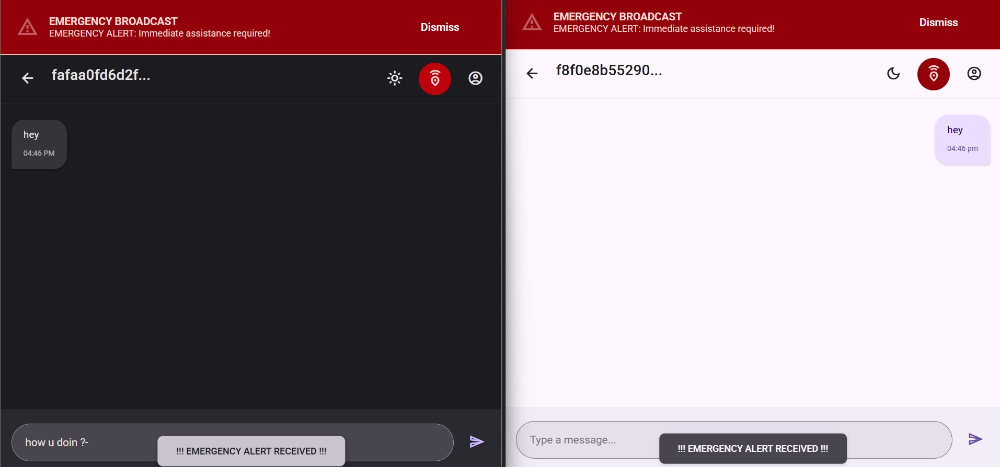 EMERGENCY BROADCAST
EMERGENCY ALERT: Immediate assistance required!
Dismiss
fafaa0fd6d2f...
hey
04:46 PM
how u doin ?-
!!! EMERGENCY ALERT RECEIVED !!!
EMERGENCY BROADCAST
EMERGENCY ALERT: Immediate assistance required!
Dismiss
f8f0e8b55290...
hey
04:46 pm
Type a message...
!!! EMERGENCY ALERT RECEIVED !!!